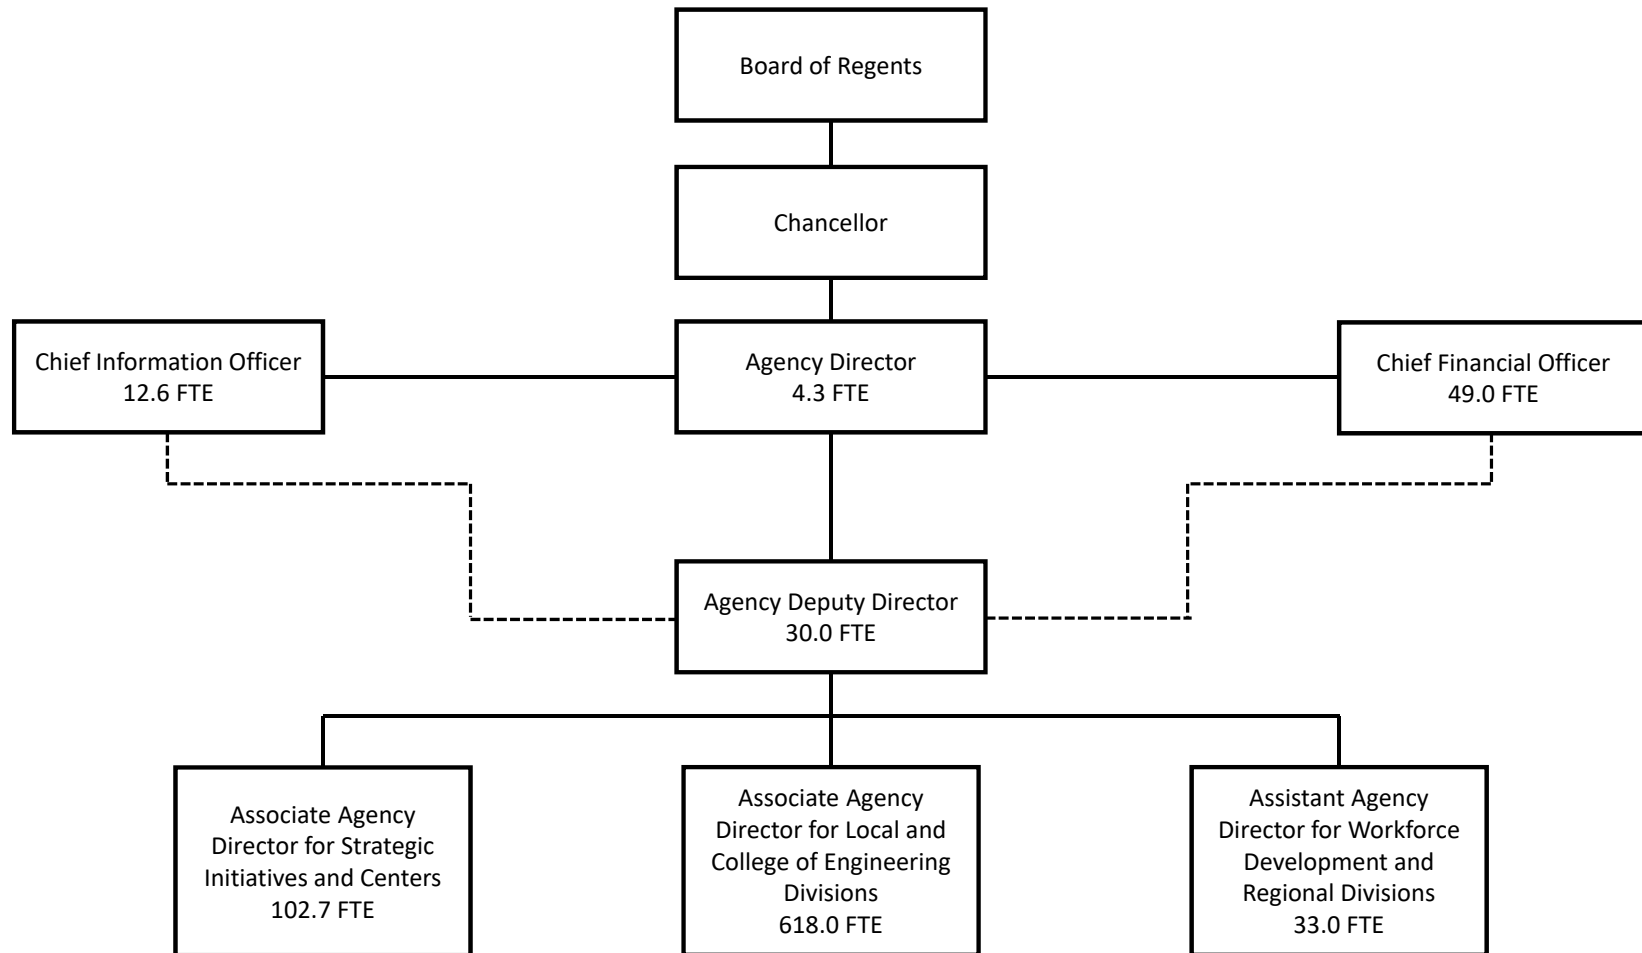 Board of Regents
Chancellor
Chief Information Officer
12.6 FTE
Agency Director
4.3 FTE
Chief Financial Officer
49.0 FTE
Agency Deputy Director
30.0 FTE
Associate Agency
Director for Strategic
Initiatives and Centers
102.7 FTE
Associate Agency
Director for Local and
College of Engineering
Divisions
618.0 FTE
Assistant Agency
Director for Workforce
Development and
Regional Divisions
33.0 FTE